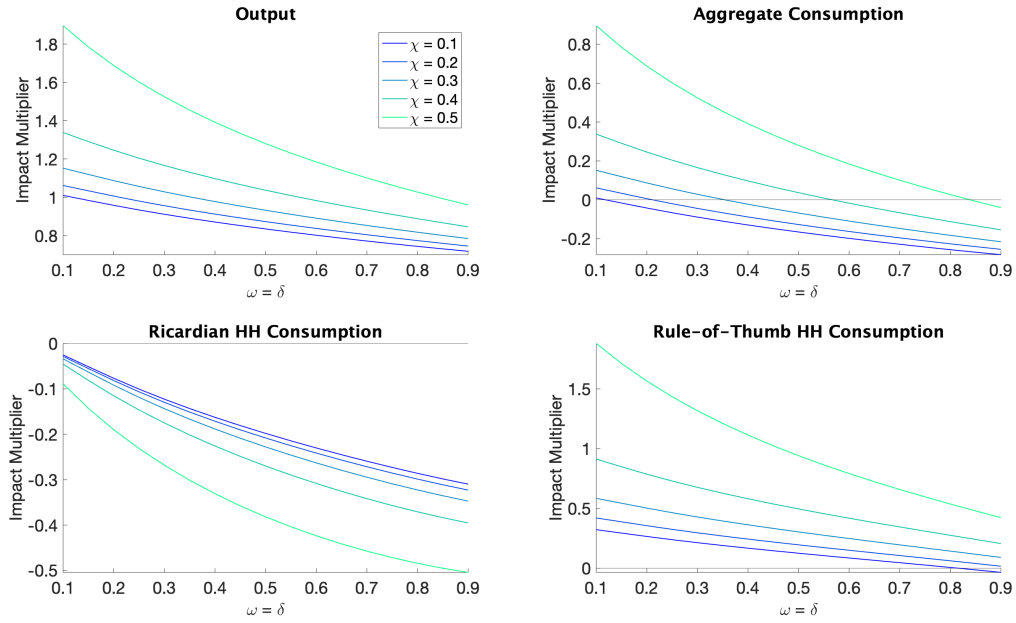 Output
Impact Multiplier
1.8
1.6
1.4
1.2
1
0.8
0.1 0.2 0.3 0.4 0.5 0.6 0.7 0.8 0.9
ω = δ
χ = 0.1
χ = 0.2
χ = 0.3
χ = 0.4
χ = 0.5
Aggregate Consumption
Impact Multiplier
0.8
0.6
0.4
0.2
0
-0.2
0.1 0.2 0.3 0.4 0.5 0.6 0.7 0.8 0.9
ω = δ
Ricardian HH Consumption
Impact Multiplier
0
-0.1
-0.2
-0.3
-0.4
-0.5
0.1 0.2 0.3 0.4 0.5 0.6 0.7 0.8 0.9
ω = δ
Rule-of-Thumb HH Consumption
Impact Multiplier
1.5
1
0.5
0
0.1 0.2 0.3 0.4 0.5 0.6 0.7 0.8 0.9
ω = δ